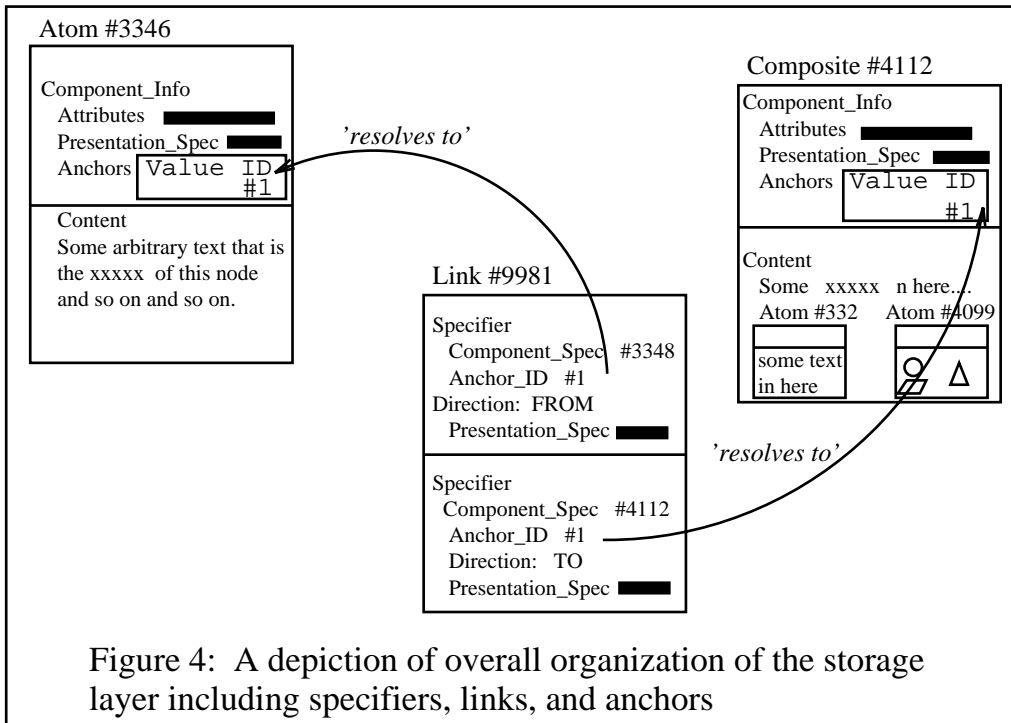 Atom #3346
Component_Info
Attributes
Presentation_Spec
Anchors Value ID
#1
Content
Some arbitrary text that is
the xxxxx of this node
and so on and so on.
’resolves to’
Link #9981
Specifier
Component_Spec #3348
Anchor_ID #1
Direction: FROM
Presentation_Spec
Specifier
Component_Spec #4112
Anchor_ID #1
Direction: TO
Presentation_Spec
’resolves to’
Composite #4112
Component_Info
Attributes
Presentation_Spec
Anchors Value ID
#1
Content
Some xxxxx n here....
Atom #332 Atom #4099
some text
in here
Figure 4: A depiction of overall organization of the storage
layer including specifiers, links, and anchors